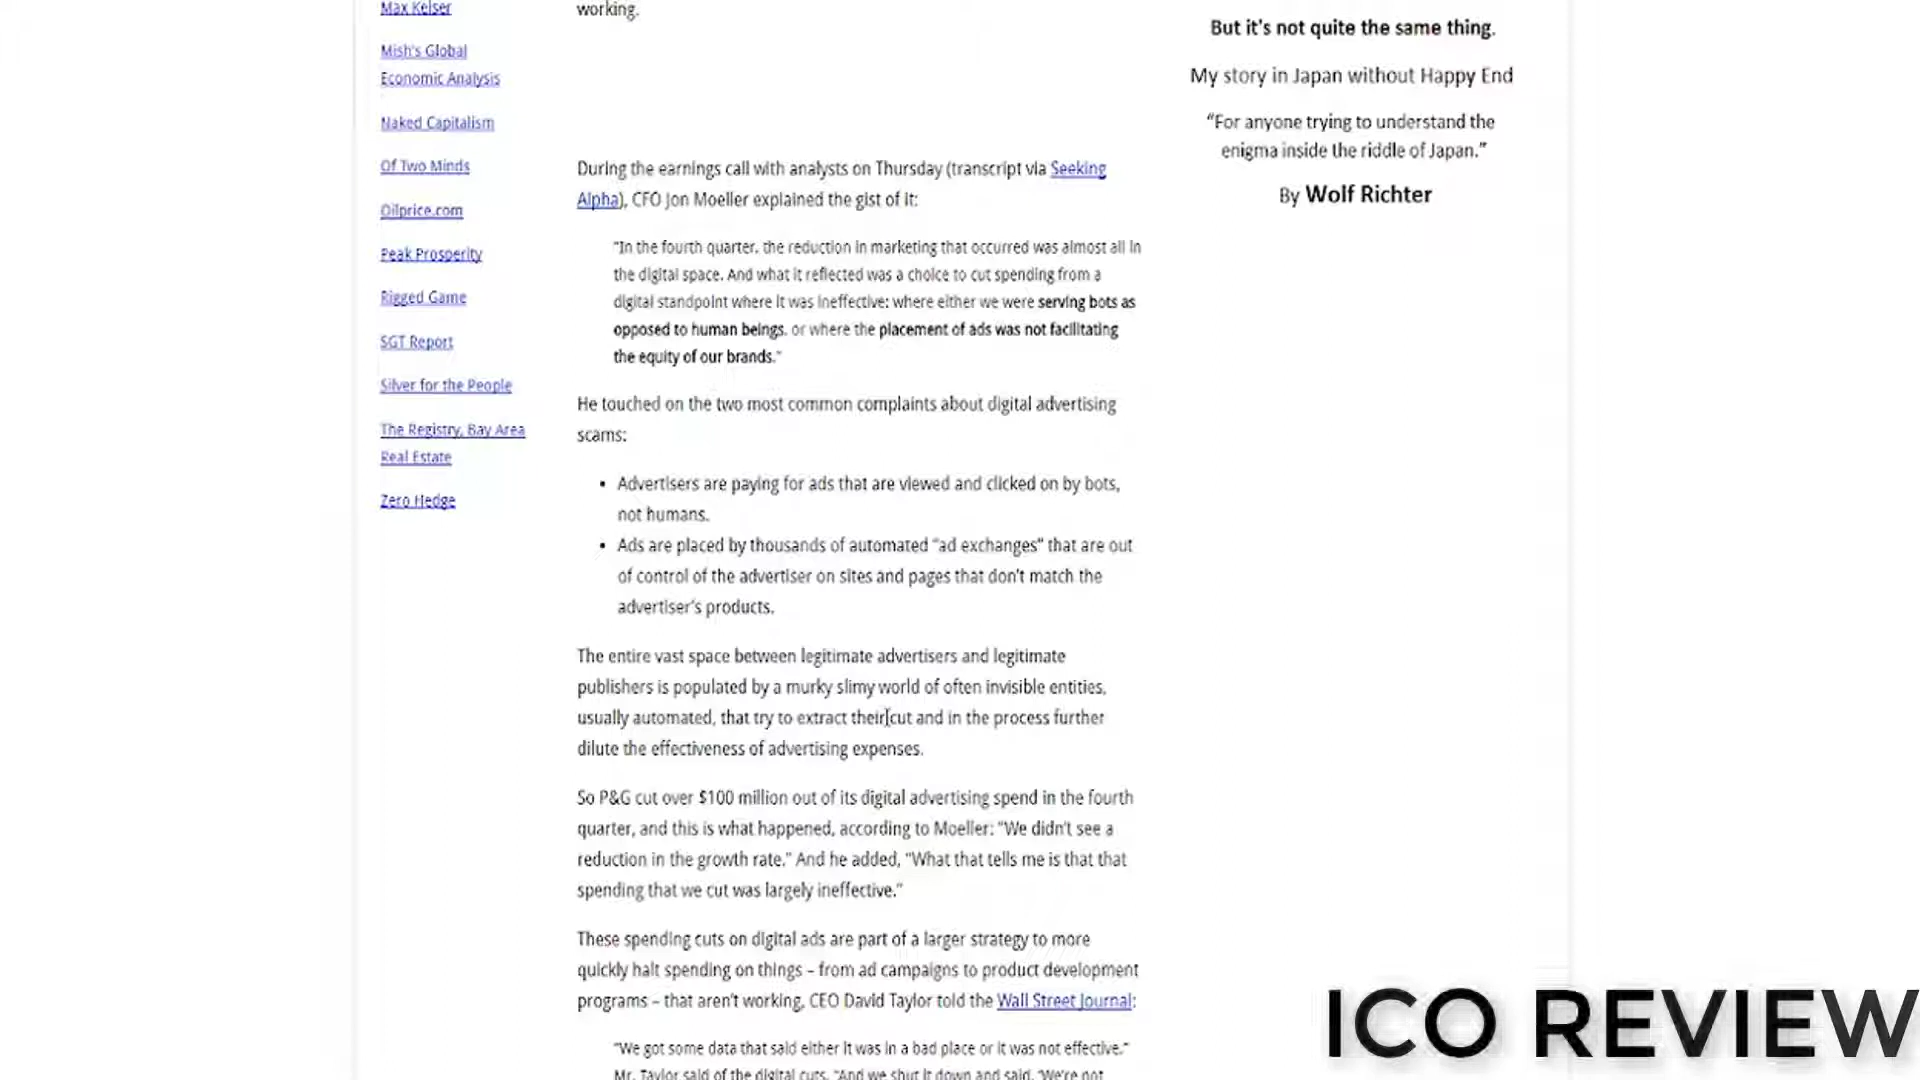 Max Keiser
Mish's Global
Economic Analysis
Naked Capitalism
Of Two Minds
Oilprice.com
Peak Prosperity
Rigged Game
SGT Report
Silver for the People
The Registry, Bay Area
Real Estate
Zero Hedge
working.
During the earnings call with analysts on Thursday (transcript via Seeking
Alpha), CFO Jon Moeller explained the gist of it:
"In the fourth quarter, the reduction in marketing that occurred was almost all in
the digital space. And what it reflected was a choice to cut spending from a
digital standpoint where it was ineffective: where either we were serving bots as
opposed to human beings, or where the placement of ads was not facilitating
the equity of our brands."
He touched on the two most common complaints about digital advertising
scams:
• Advertisers are paying for ads that are viewed and clicked on by bots,
not humans.
• Ads are placed by thousands of automated "ad exchanges" that are out
of control of the advertiser on sites and pages that don't match the
advertiser's products.
The entire vast space between legitimate advertisers and legitimate
publishers is populated by a murky slimy world of often invisible entities,
usually automated, that try to extract their cut and in the process further
dilute the effectiveness of advertising expenses.
So P&G cut over $100 million out of its digital advertising spend in the fourth
quarter, and this is what happened, according to Moeller: "We didn't see a
reduction in the growth rate." And he added, "What that tells me is that that
spending that we cut was largely ineffective."
These spending cuts on digital ads are part of a larger strategy to more
quickly halt spending on things – from ad campaigns to product development
programs – that aren't working, CEO David Taylor told the Wall Street Journal:
"We got some data that said either it was in a bad place or it was not effective."
Mr. Taylor said of the digital cuts. "And we shut it down and said, 'We're not
But it's not quite the same thing.
My story in Japan without Happy End
"For anyone trying to understand the
enigma inside the riddle of Japan."
By Wolf Richter
ICO REVIEW